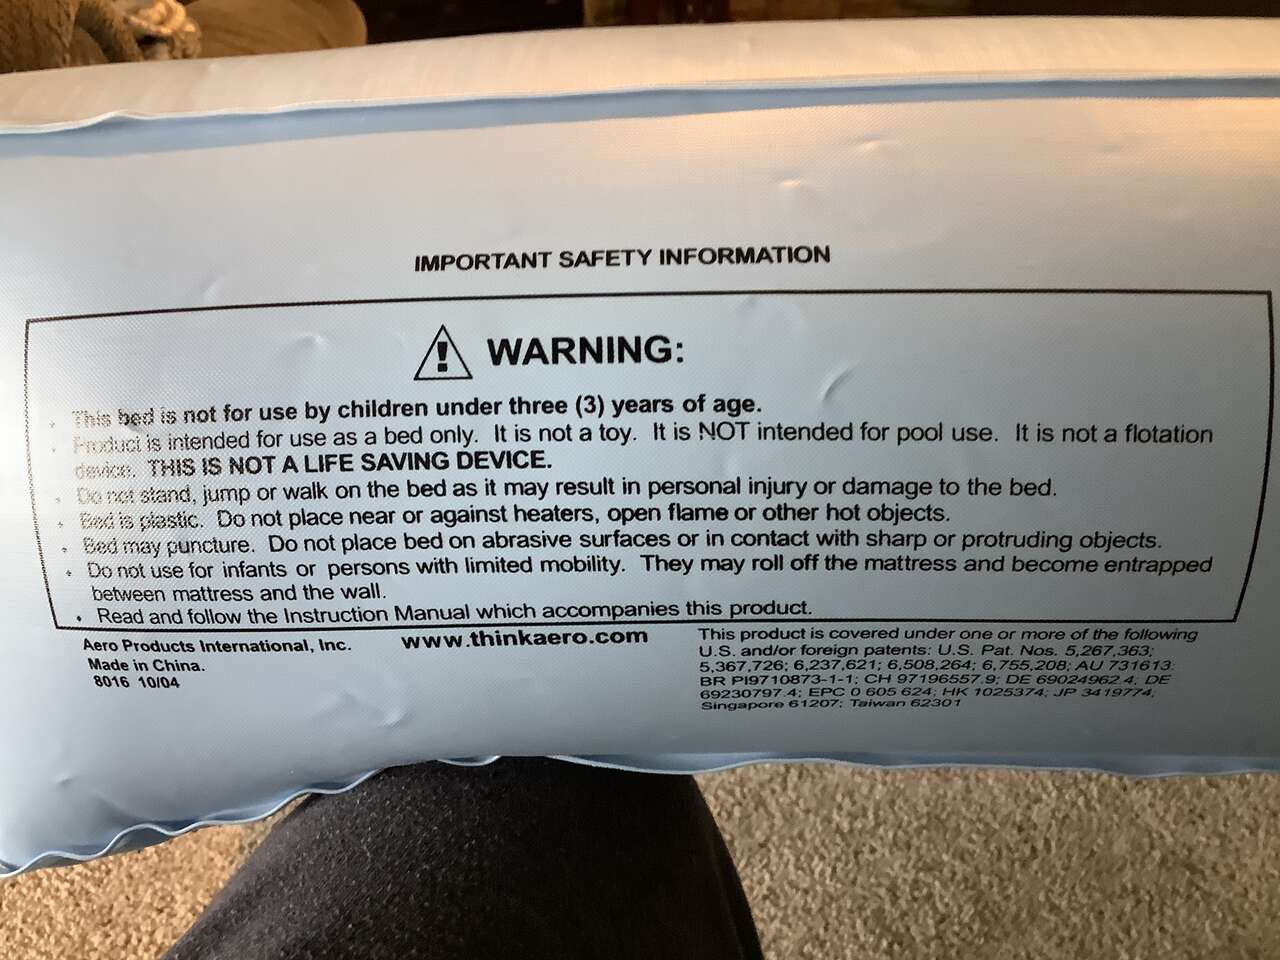 IMPORTANT SAFETY INFORMATION
WARNING:
• This bed is not for use by children under three (3) years of age.
• Product is intended for use as a bed only. It is not a toy. It is NOT intended for pool use. It is not a flotation
device. THIS IS NOT A LIFE SAVING DEVICE.
• Do not stand, jump or walk on the bed as it may result in personal injury or damage to the bed.
• Bed is plastic. Do not place near or against heaters, open flame or other hot objects.
• Bed may puncture. Do not place bed on abrasive surfaces or in contact with sharp or protruding objects.
• Do not use for infants or persons with limited mobility. They may roll off the mattress and become entrapped
between mattress and the wall.
• Read and follow the Instruction Manual which accompanies this product.
Aero Products International, Inc. www.thinkaero.com
Made in China.
8016 10/04
This product is covered under one or more of the following
U.S. and/or foreign patents: U.S. Pat. Nos. 5,267,363;
5,367,726; 6,237,621; 6,508,264; 6,755,208; AU 731613;
BR PI9710873-1-1; CH 97196557.9; DE 69024962.4; DE
69230797.4; EPC 0 605 624; HK 1025374; JP 3419774;
Singapore 61207; Taiwan 62301